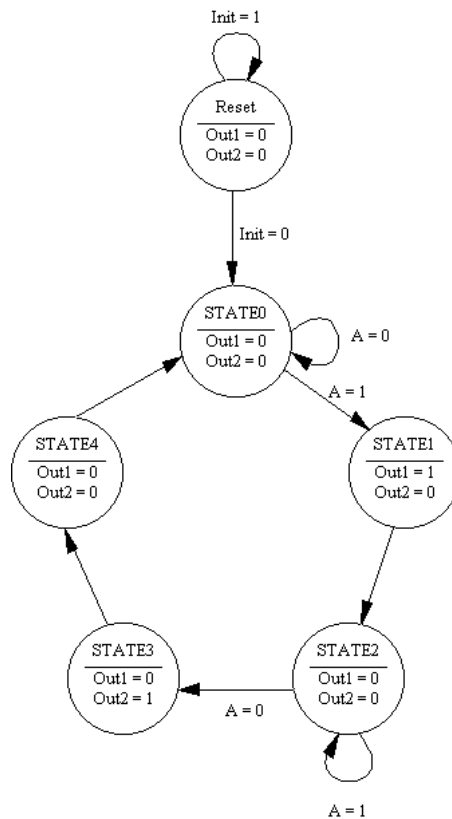 Init = 1
Reset
Out1 = 0
Out2 = 0
Init = 0
STATE0
Out1 = 0
Out2 = 0
A = 0
A = 1
STATE4
Out1 = 0
Out2 = 0
STATE1
Out1 = 1
Out2 = 0
STATE3
Out1 = 0
Out2 = 1
A = 0
STATE2
Out1 = 0
Out2 = 0
A = 1